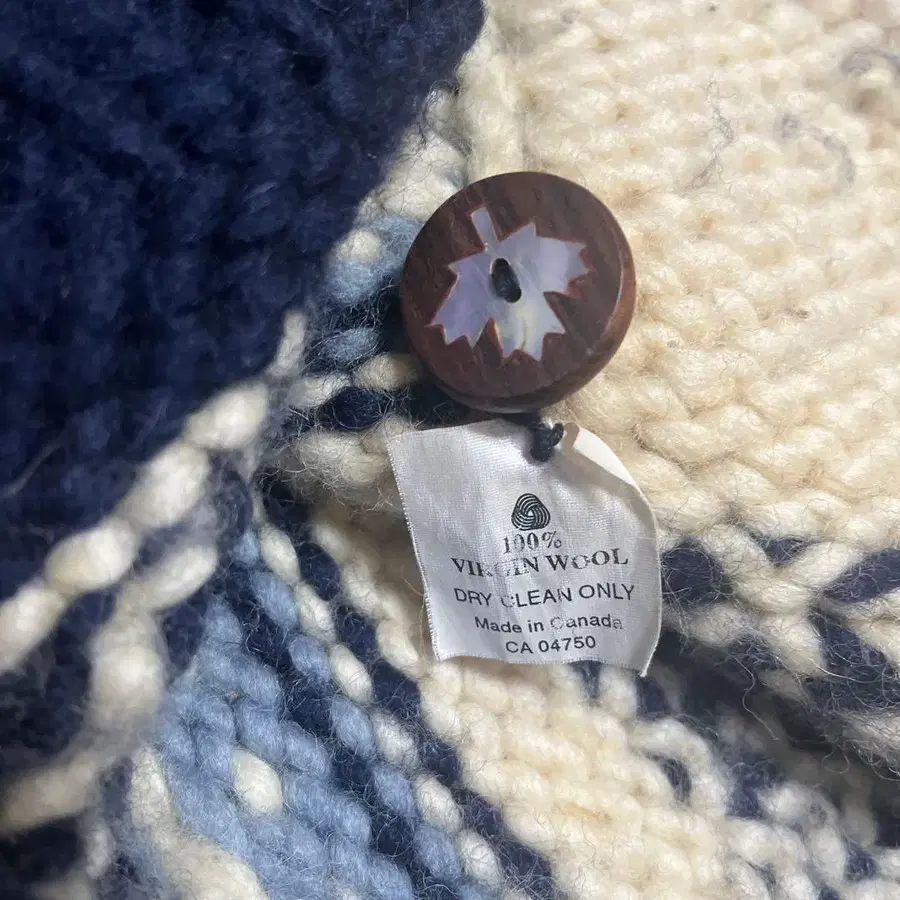 100%
VIRGIN WOOL
DRY CLEAN ONLY
Made in Canada
CA 04750